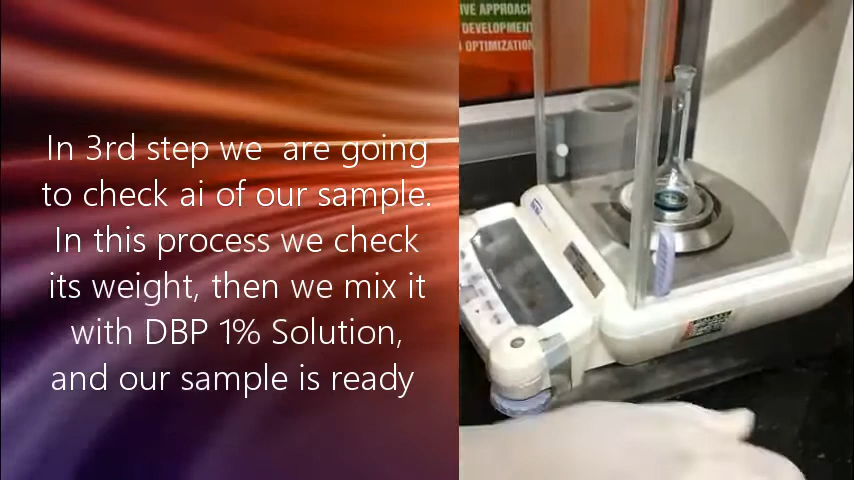 In 3rd step we  are going
to check ai of our sample.
In this process we check
its weight, then we mix it
with DBP 1% Solution,
and our sample is ready
IVE APPROACH
DEVELOPMENT
OPTIMIZATION